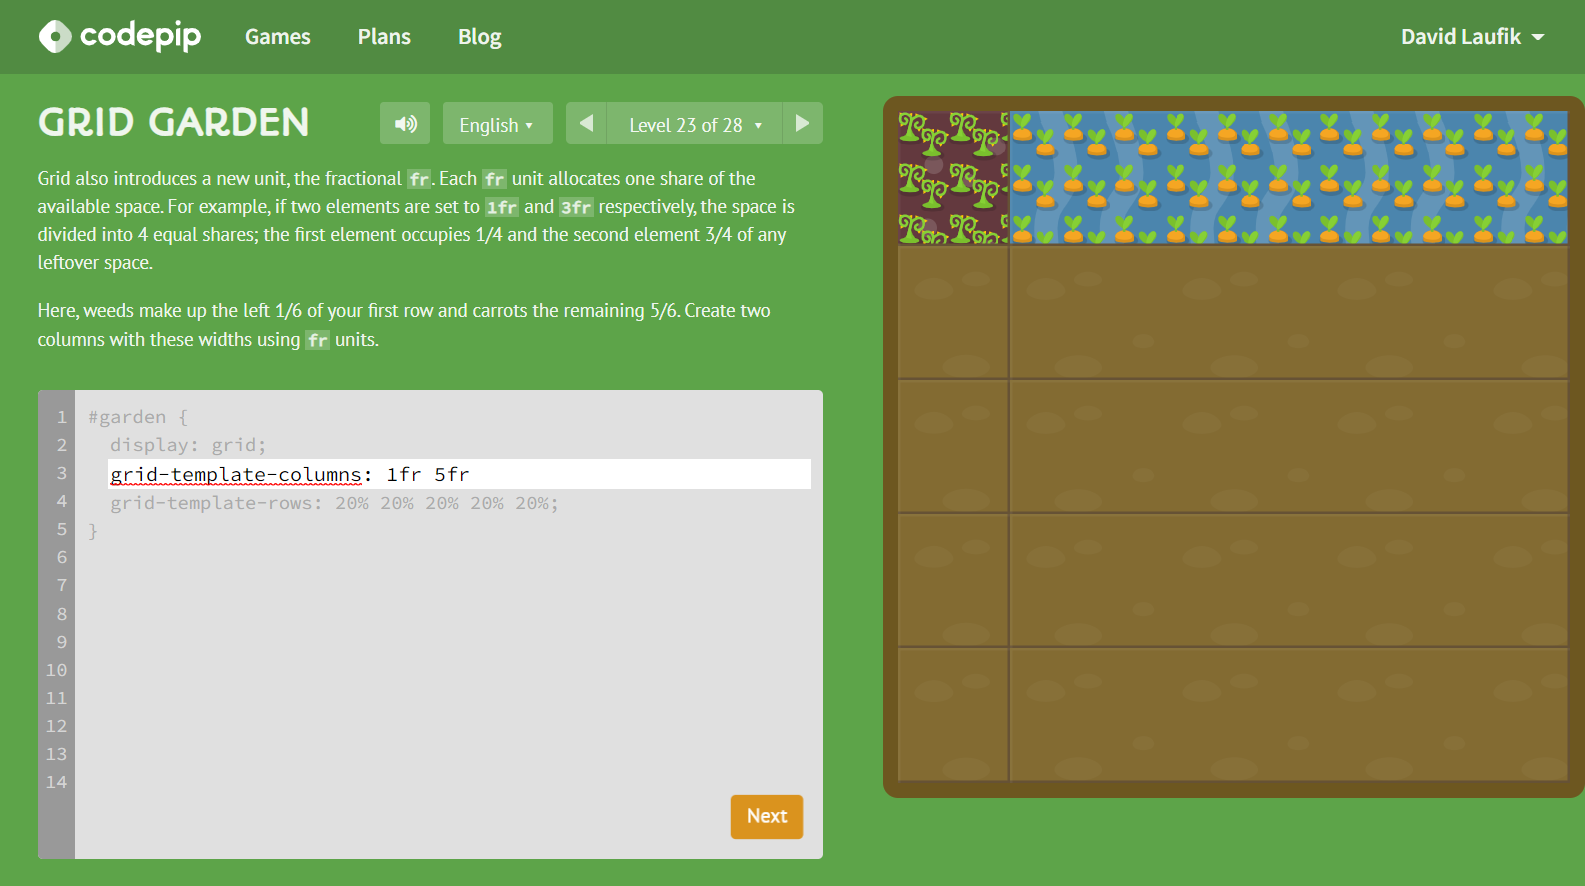 codepip Games Plans Blog David Laufik
GRID GARDEN
English ▾
Level 23 of 28 ▾
Grid also introduces a new unit, the fractional fr. Each fr unit allocates one share of the
available space. For example, if two elements are set to 1fr and 3fr respectively, the space is
divided into 4 equal shares; the first element occupies 1/4 and the second element 3/4 of any
leftover space.
Here, weeds make up the left 1/6 of your first row and carrots the remaining 5/6. Create two
columns with these widths using fr units.
1 #garden {
2 display: grid;
3 grid-template-columns: 1fr 5fr
4 grid-template-rows: 20% 20% 20% 20% 20%;
5 }
6
7
8
9
10
11
12
13
14
Next